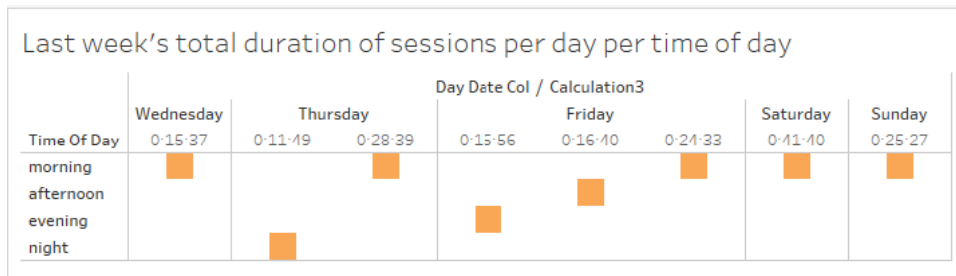 Last week's total duration of sessions per day per time of day
Day Date Col / Calculation3
Wednesday Thursday Friday Saturday Sunday
Time Of Day 0-15-37 0-11-49 0-28-39 0-15-56 0-16-40 0-24-33 0-41-40 0-25-27
morning
afternoon
evening
night